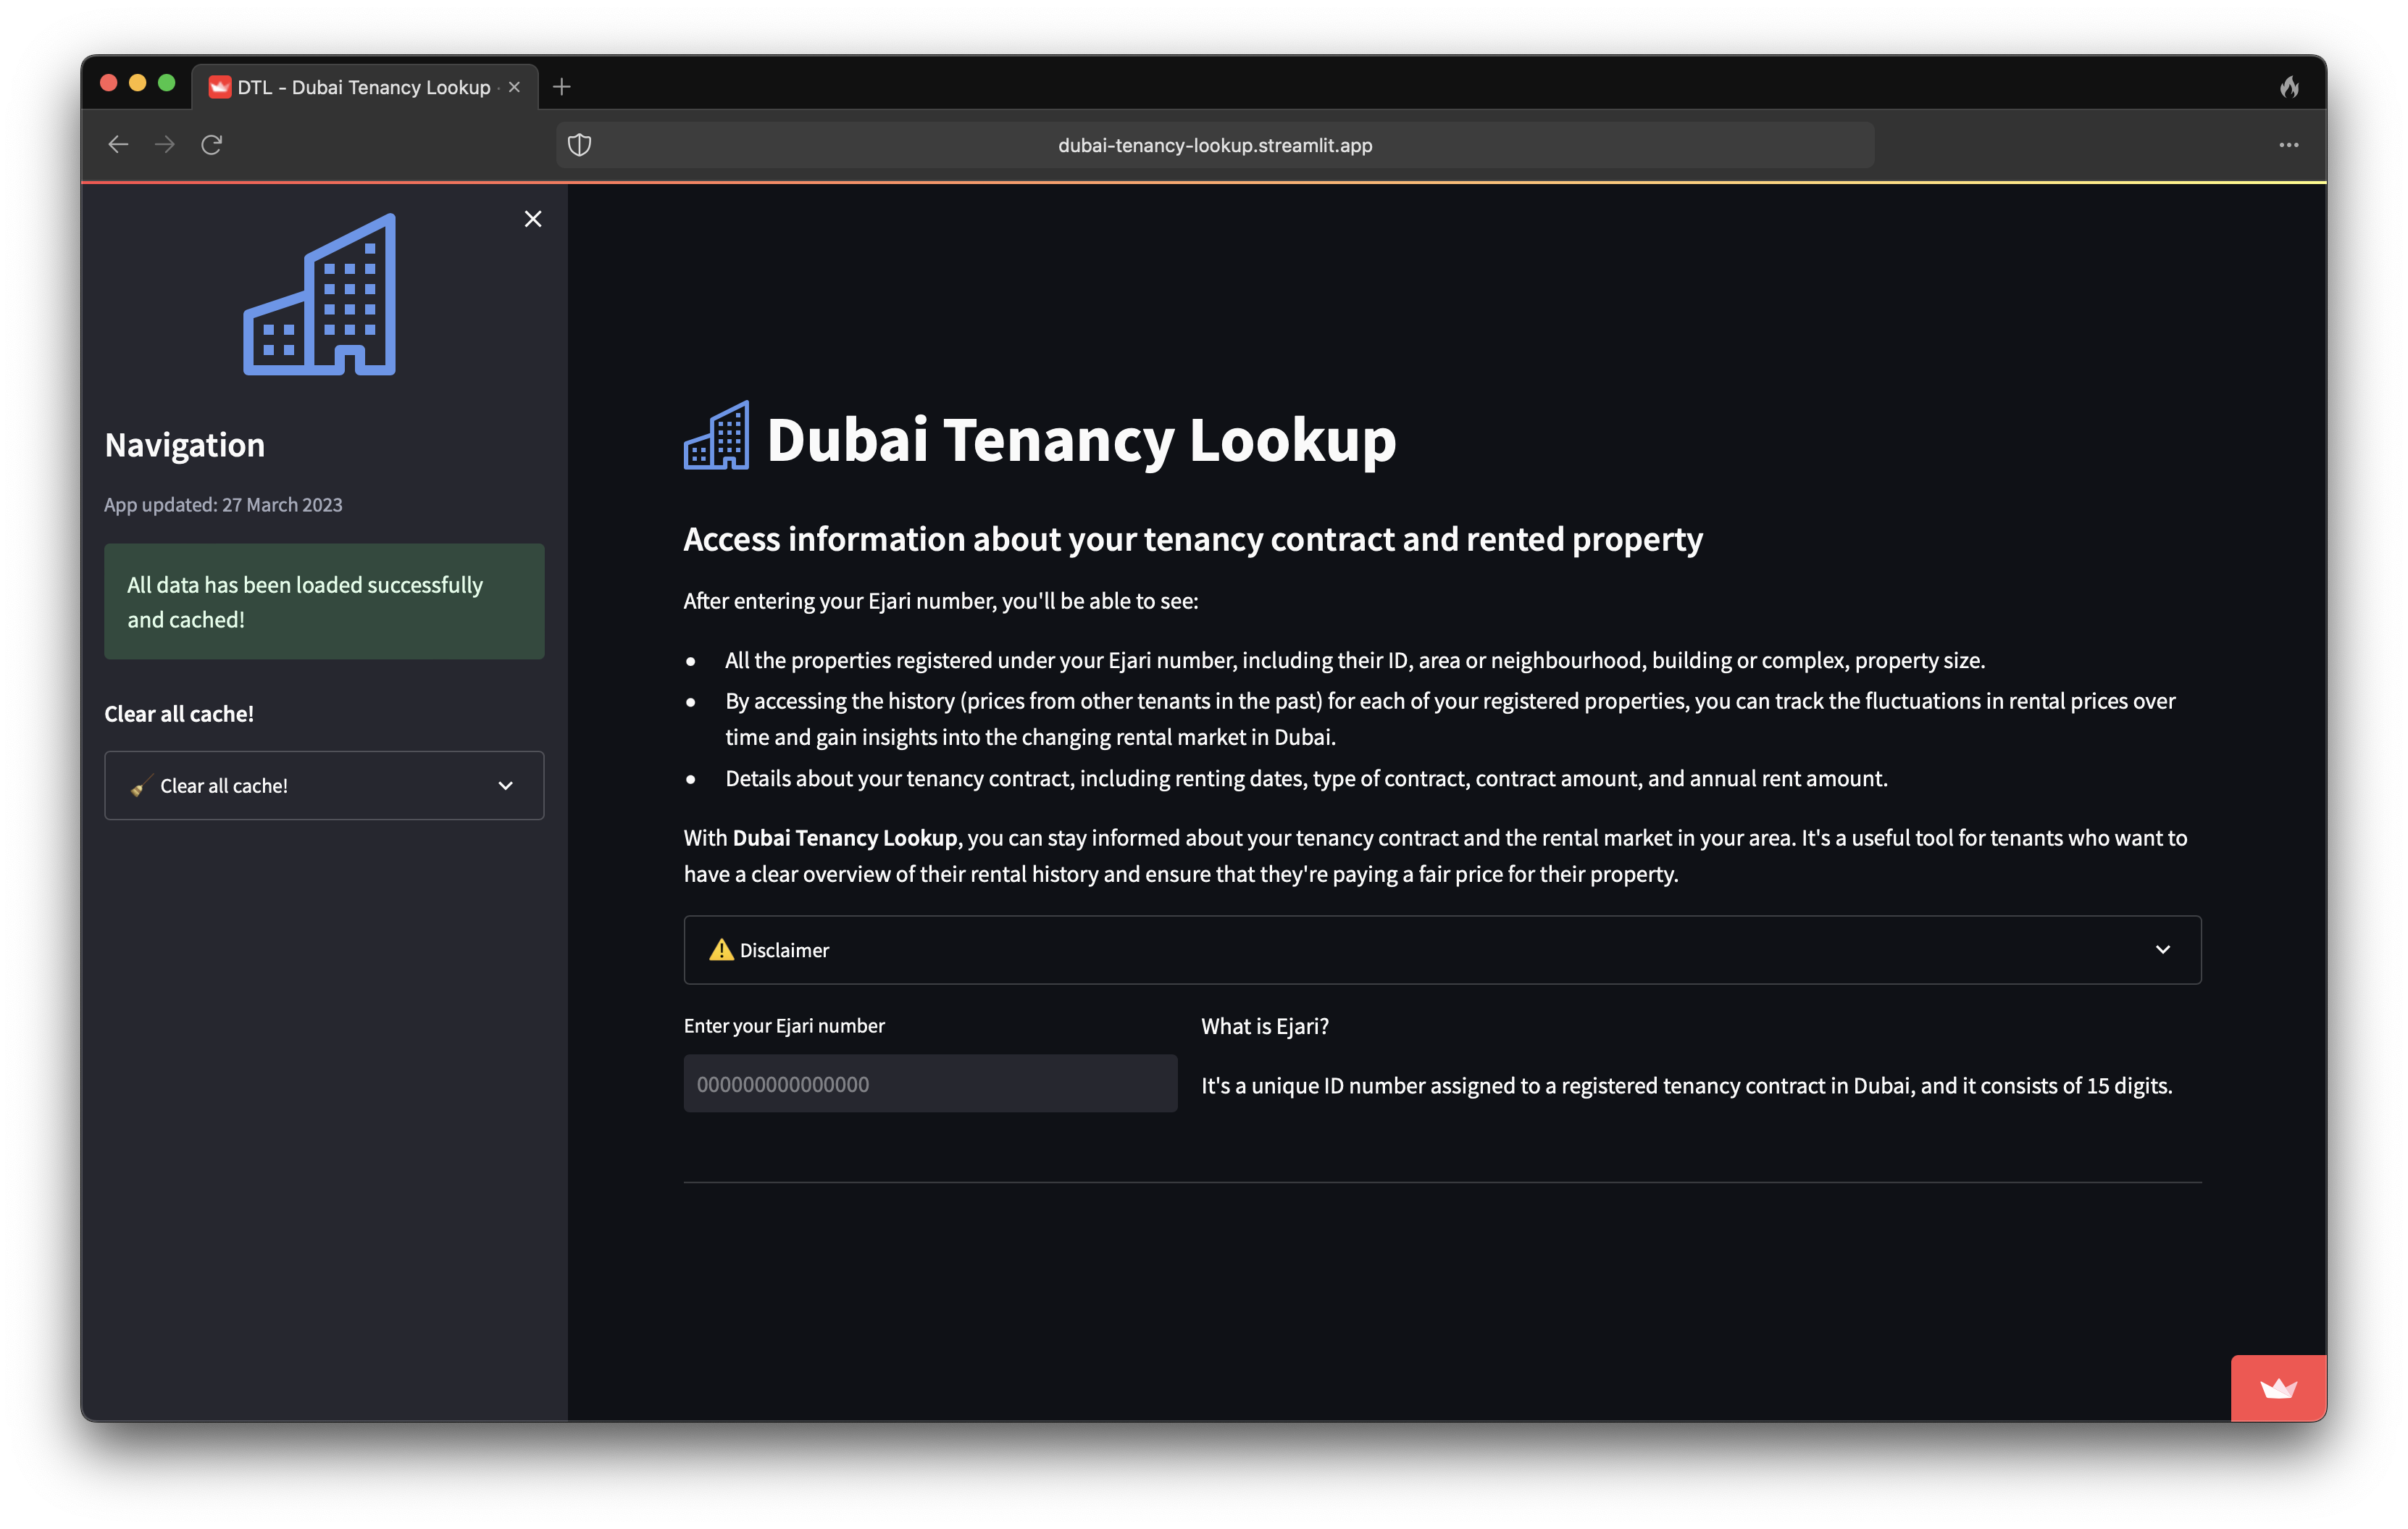 DTL - Dubai Tenancy Lookup ·
dubai-tenancy-lookup.streamlit.app
Navigation
App updated: 27 March 2023
All data has been loaded successfully
and cached!
Clear all cache!
Clear all cache!
Dubai Tenancy Lookup
Access information about your tenancy contract and rented property
After entering your Ejari number, you'll be able to see:
• All the properties registered under your Ejari number, including their ID, area or neighbourhood, building or complex, property size.
• By accessing the history (prices from other tenants in the past) for each of your registered properties, you can track the fluctuations in rental prices over
time and gain insights into the changing rental market in Dubai.
• Details about your tenancy contract, including renting dates, type of contract, contract amount, and annual rent amount.
With Dubai Tenancy Lookup, you can stay informed about your tenancy contract and the rental market in your area. It's a useful tool for tenants who want to
have a clear overview of their rental history and ensure that they're paying a fair price for their property.
⚠️ Disclaimer
Enter your Ejari number
000000000000000
What is Ejari?
It's a unique ID number assigned to a registered tenancy contract in Dubai, and it consists of 15 digits.